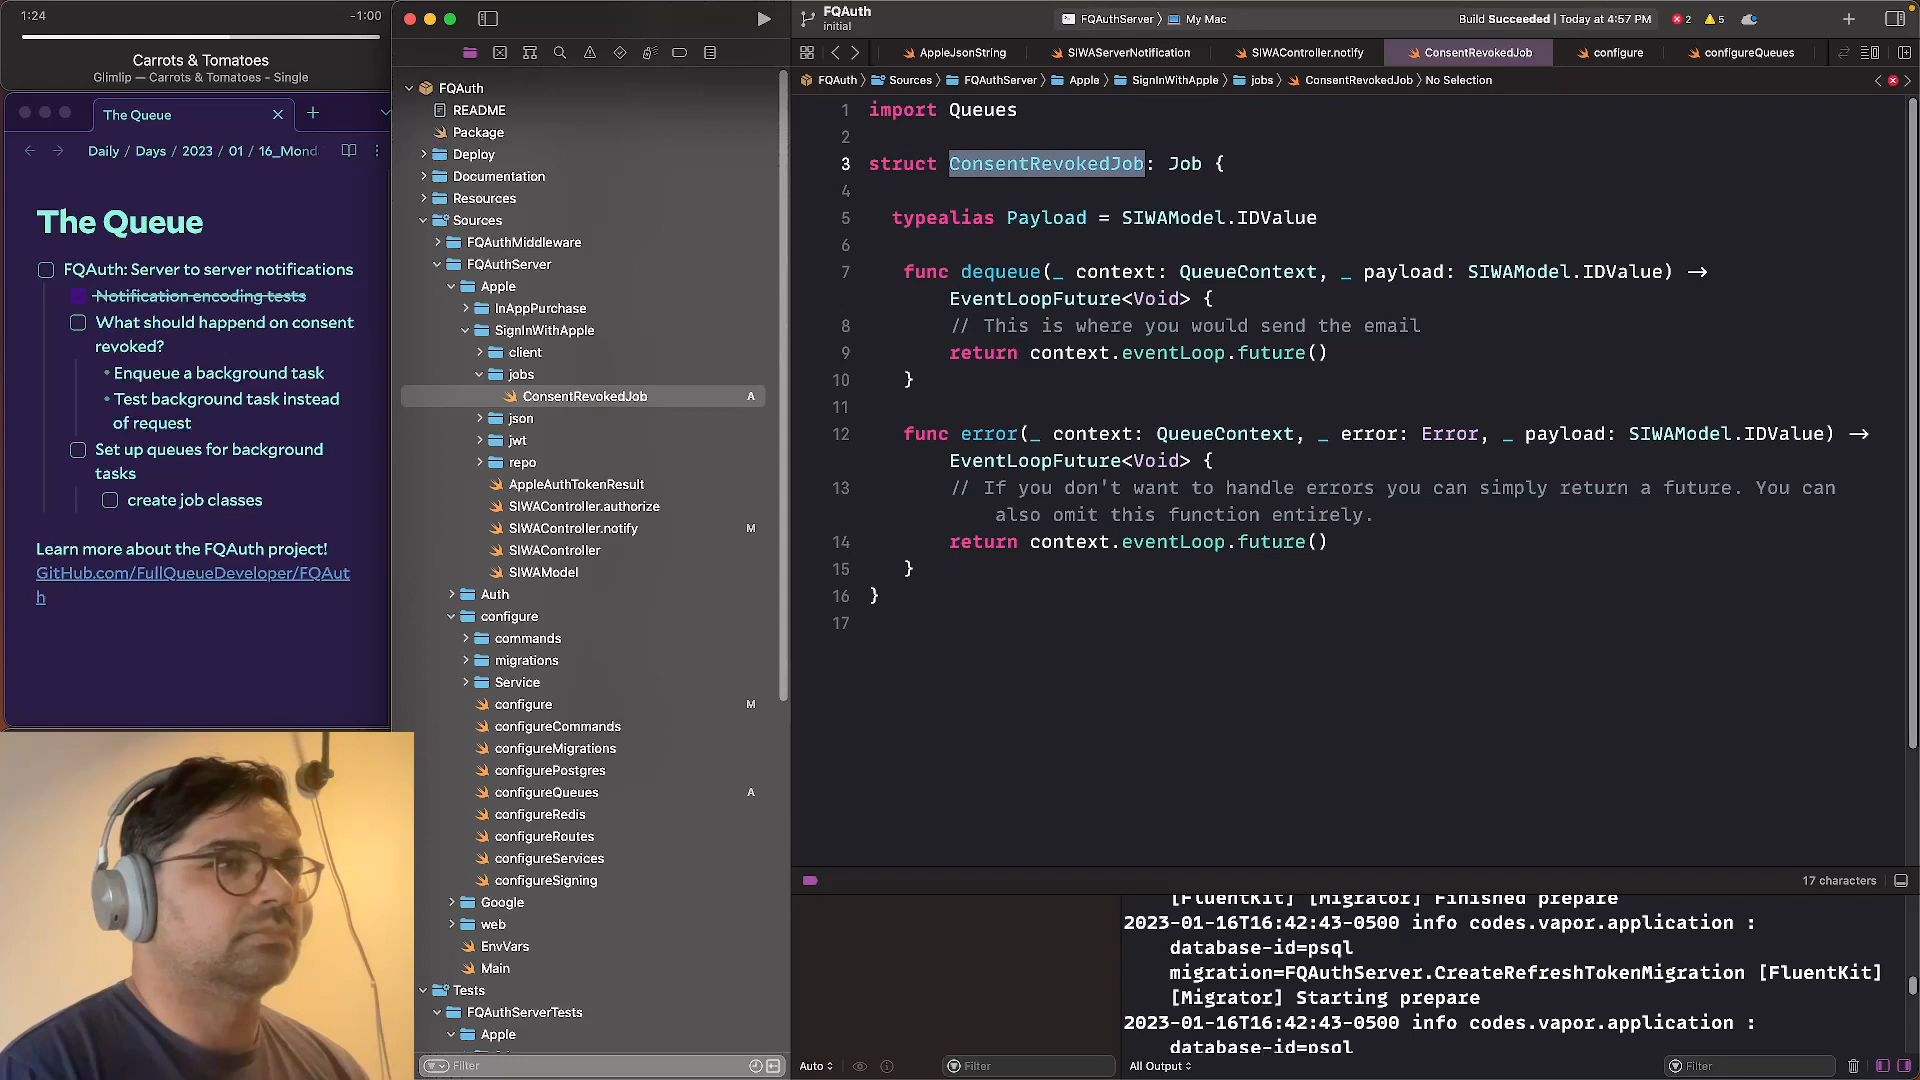 1:24
-1:00
Carrots & Tomatoes
Glimlip — Carrots & Tomatoes - Single
The Queue
Daily / Days / 2023 / 01 / 16_Mond
The Queue
FQAuth: Server to server notifications
Notification encoding tests
What should happend on consent
revoked?
• Enqueue a background task
• Test background task instead
of request
Set up queues for background
tasks
create job classes
Learn more about the FQAuth project!
GitHub.com/FullQueueDeveloper/FQAut
h
FQAuth
README
Package
Deploy
Documentation
Resources
Sources
FQAuthMiddleware
FQAuthServer
Apple
InAppPurchase
SignInWithApple
client
jobs
ConsentRevokedJob A
json
jwt
repo
AppleAuthTokenResult
SIWAController.authorize
SIWAController.notify M
SIWAController
SIWAModel
Auth
configure
commands
migrations
Service
configure M
configureCommands
configureMigrations
configurePostgres
configureQueues A
configureRedis
configureRoutes
configureServices
configureSigning
Google
web
EnvVars
Main
Tests
FQAuthServerTests
Apple
Filter
FQAuth
initial
FQAuthServer 〉 My Mac
Build Succeeded | Today at 4:57 PM
2 5
AppleJsonString
SIWAServerNotification
SIWAController.notify
ConsentRevokedJob
configure
configureQueues
FQAuth 〉 Sources 〉 FQAuthServer 〉 Apple 〉 SignInWithApple 〉 jobs 〉 ConsentRevokedJob 〉 No Selection
1 import Queues
2
3 struct ConsentRevokedJob: Job {
4
5 typealias Payload = SIWAModel.IDValue
6
7 func dequeue(_ context: QueueContext, _ payload: SIWAModel.IDValue) ->
EventLoopFuture<Void> {
8 // This is where you would send the email
9 return context.eventLoop.future()
10 }
11
12 func error(_ context: QueueContext, _ error: Error, _ payload: SIWAModel.IDValue) ->
EventLoopFuture<Void> {
13 // If you don't want to handle errors you can simply return a future. You can
also omit this function entirely.
14 return context.eventLoop.future()
15 }
16 }
17
17 characters
[FluentKit] [Migrator] Finished prepare
2023-01-16T16:42:43-0500 info codes.vapor.application :
database-id=psql
migration=FQAuthServer.CreateRefreshTokenMigration [FluentKit]
[Migrator] Starting prepare
2023-01-16T16:42:43-0500 info codes.vapor.application :
database-id=psql
Auto
Filter
All Output
Filter